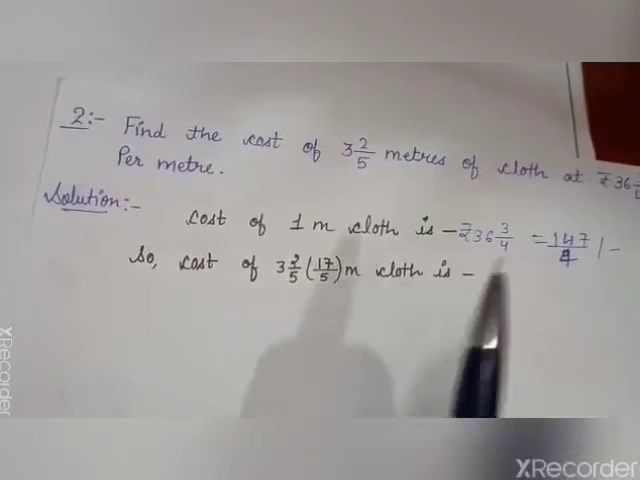 2:- Find the cost of 3 2/5 metres of cloth at ₹36
Per metre.
Solution:-
cost of 1 m cloth is - ₹36 3/4 = 147/4 /-
So, cost of 3 2/5 (17/5) m cloth is -
XRecorder
XRecorder